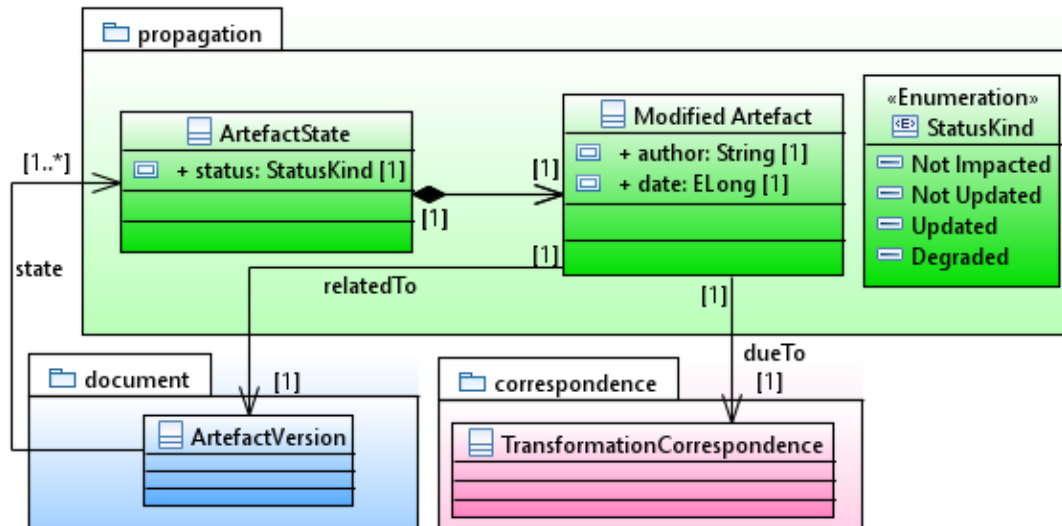 propagation
ArtefactState
+ status: StatusKind [1]
Modified Artefact
+ author: String [1]
+ date: ELong [1]
«Enumeration»
<E> StatusKind
Not Impacted
Not Updated
Updated
Degraded
[1..*]
[1]
[1]
state
relatedTo
[1]
[1]
dueTo
[1]
[1]
document
ArtefactVersion
correspondence
TransformationCorrespondence